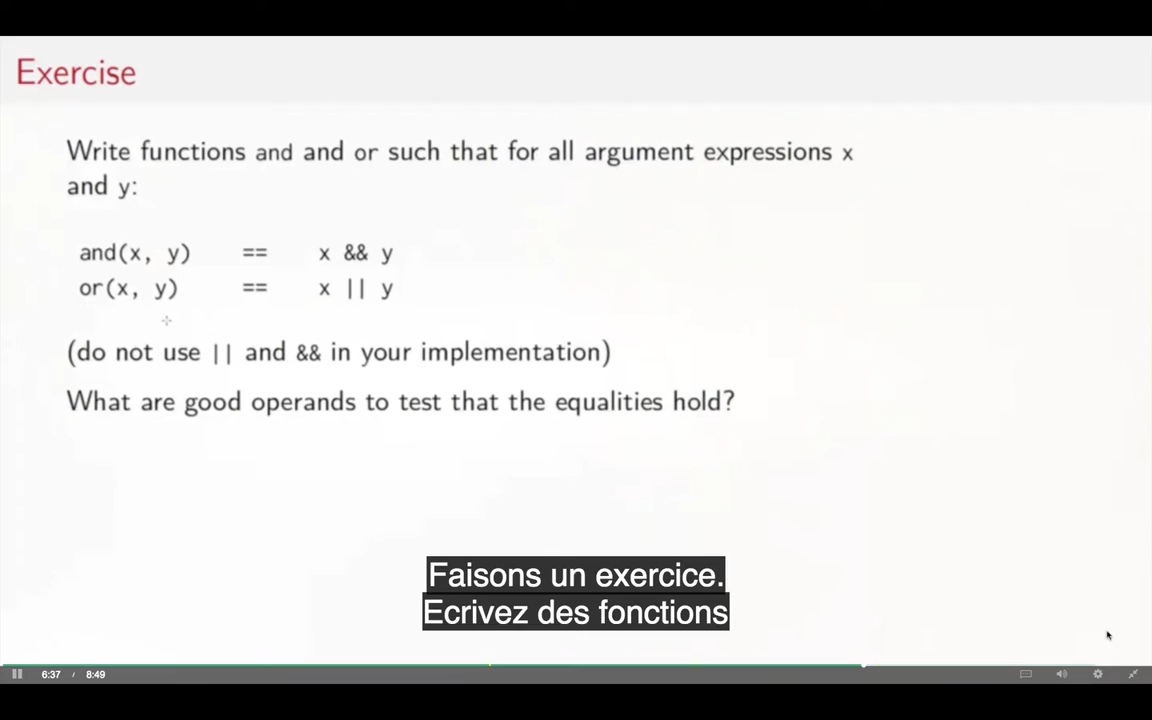 Exercise
Write functions and and or such that for all argument expressions x
and y:
and(x, y) == x && y
or(x, y) == x || y
(do not use || and && in your implementation)
What are good operands to test that the equalities hold?
Faisons un exercice.
Ecrivez des fonctions
6:37 / 8:49